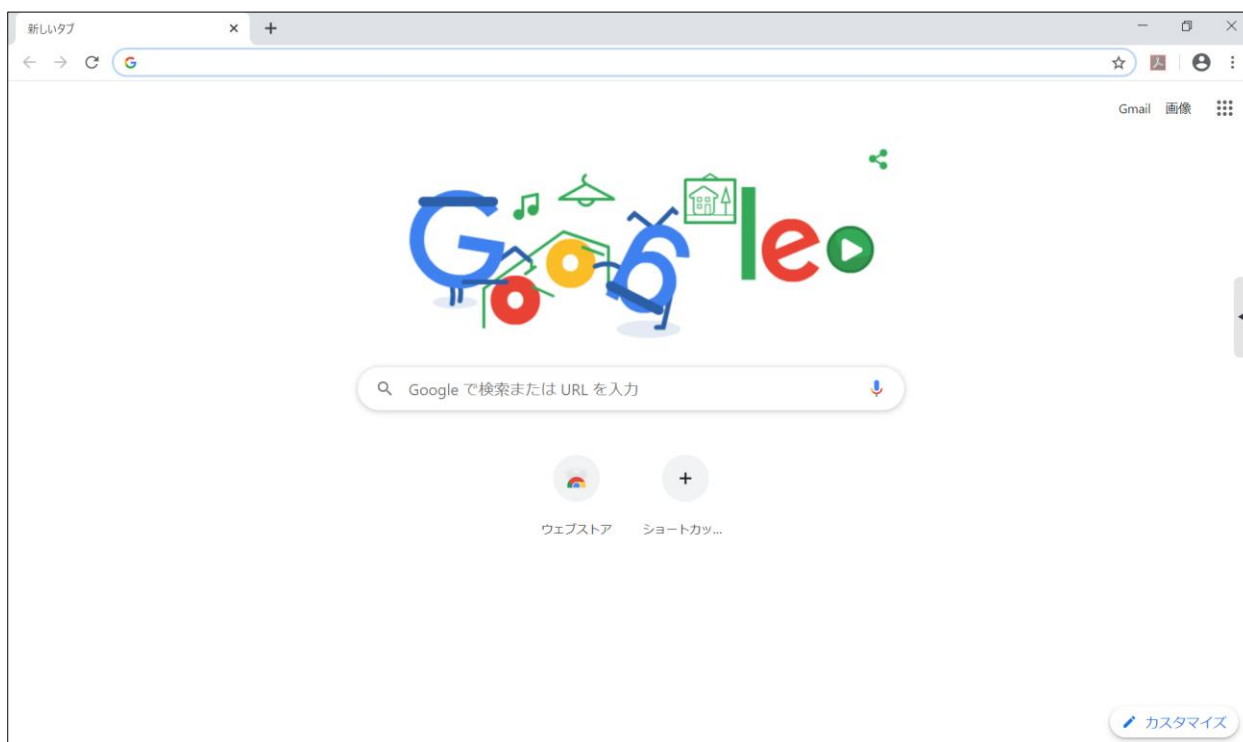 新しいタブ
Gmail 画像
Google
Google で検索または URL を入力
ウェブストア ショートカッ...
カスタマイズ